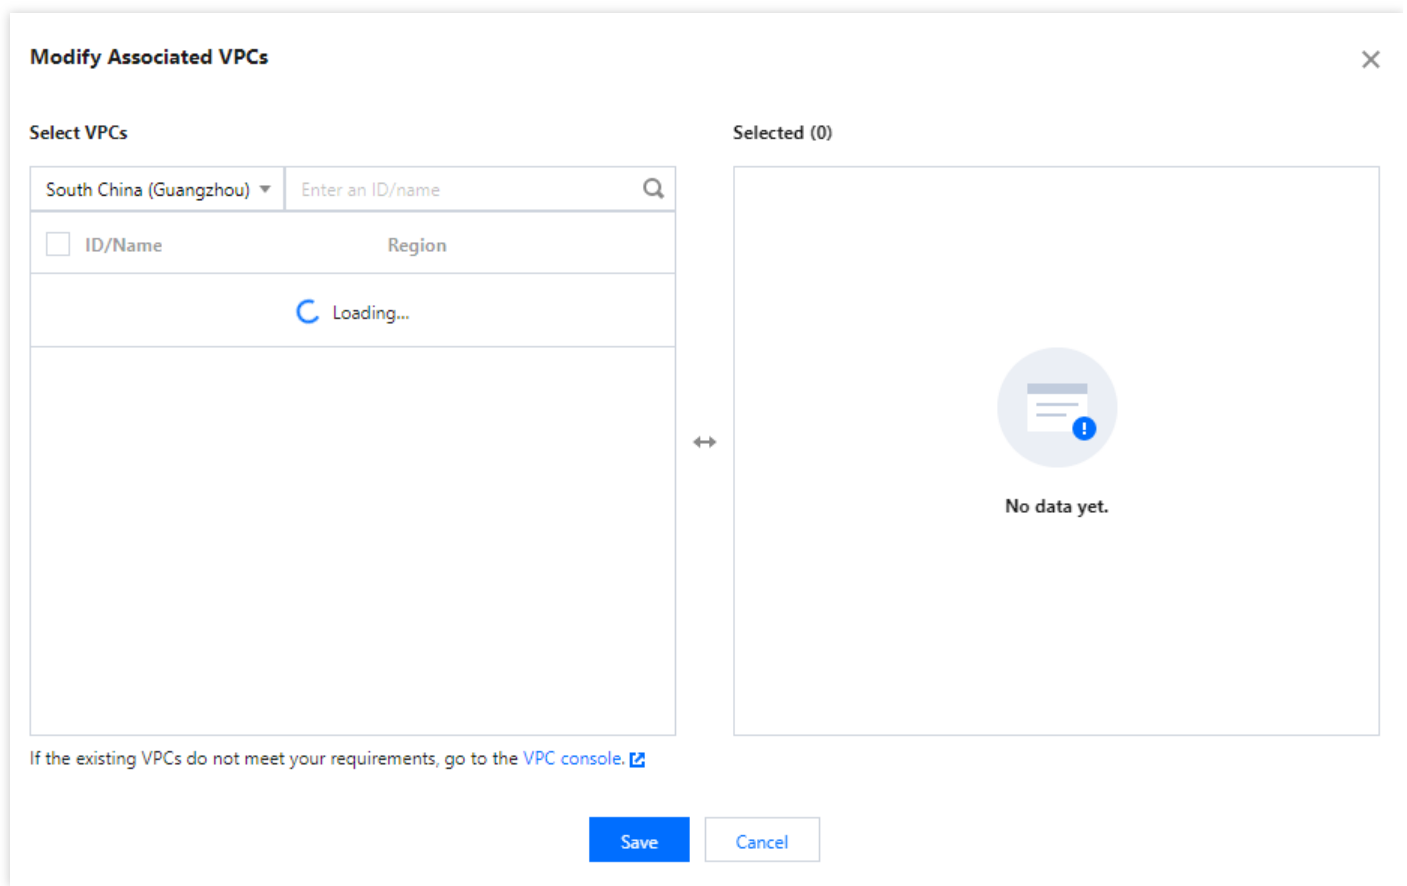 Modify Associated VPCs
Select VPCs
Selected (0)
South China (Guangzhou)
Enter an ID/name
ID/Name
Region
Loading...
No data yet.
If the existing VPCs do not meet your requirements, go to the VPC console.
Save
Cancel